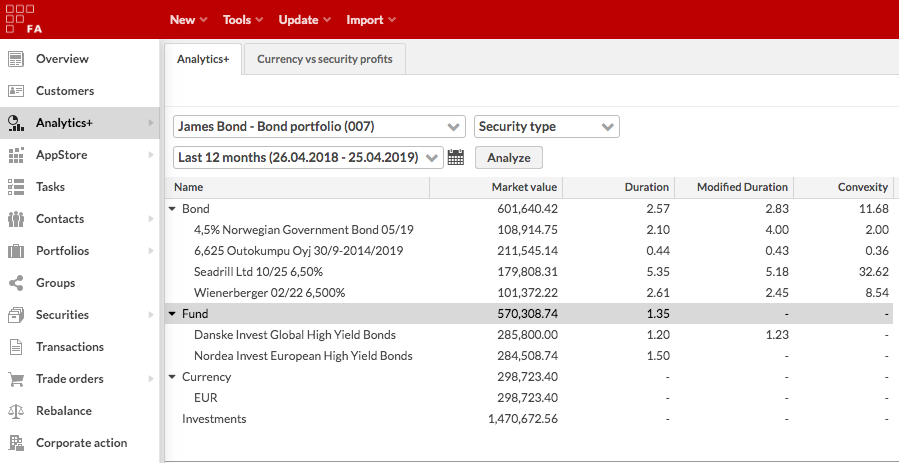 FA
New Tools Update Import
Overview
Customers
Analytics+
AppStore
Tasks
Contacts
Portfolios
Groups
Securities
Transactions
Trade orders
Rebalance
Corporate action
Analytics+ Currency vs security profits
James Bond - Bond portfolio (007) Security type
Last 12 months (26.04.2018 - 25.04.2019) Analyze
Name Market value Duration Modified Duration Convexity
Bond 601,640.42 2.57 2.83 11.68
4,5% Norwegian Government Bond 05/19 108,914.75 2.10 4.00 2.00
6,625 Outokumpu Oyj 30/9-2014/2019 211,545.14 0.44 0.43 0.36
Seadrill Ltd 10/25 6,50% 179,808.31 5.35 5.18 32.62
Wienerberger 02/22 6,500% 101,372.22 2.61 2.45 8.54
Fund 570,308.74 1.35 - -
Danske Invest Global High Yield Bonds 285,800.00 1.20 1.23 -
Nordea Invest European High Yield Bonds 284,508.74 1.50 - -
Currency 298,723.40 - - -
EUR 298,723.40 - - -
Investments 1,470,672.56 - - -